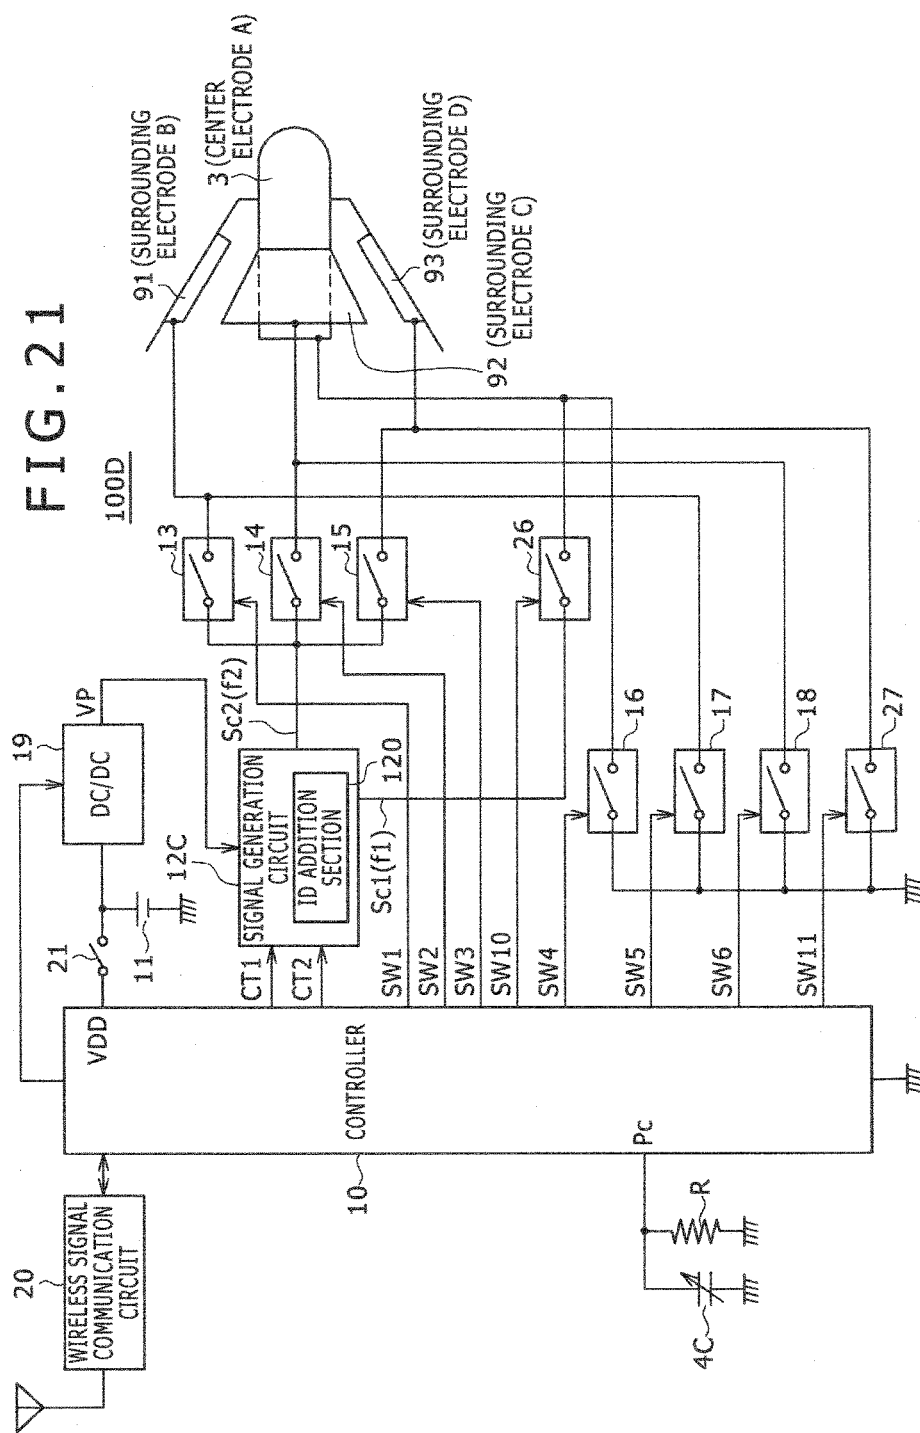 FIG. 21
100D
20
WIRELESS SIGNAL
COMMUNICATION
CIRCUIT
10
CONTROLLER
VDD
Pc
4C
R
21
11
19
DC/DC
VP
12C
SIGNAL GENERATION
CIRCUIT
ID ADDITION
SECTION
120
CT1
CT2
Sc2(f2)
Sc1(f1)
SW1
SW2
SW3
SW10
SW4
SW5
SW6
SW11
13
14
15
26
16
17
18
27
91 (SURROUNDING
ELECTRODE B)
3 (CENTER
ELECTRODE A)
93 (SURROUNDING
ELECTRODE D)
92 (SURROUNDING
ELECTRODE C)